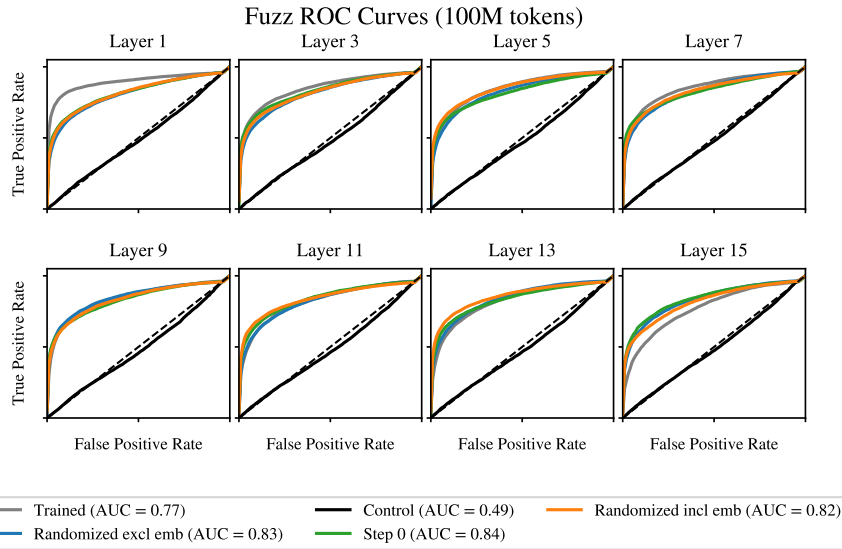 Fuzz ROC Curves (100M tokens)
Layer 1 Layer 3 Layer 5 Layer 7
True Positive Rate
Layer 9 Layer 11 Layer 13 Layer 15
True Positive Rate
False Positive Rate False Positive Rate False Positive Rate False Positive Rate
Trained (AUC = 0.77) Control (AUC = 0.49) Randomized incl emb (AUC = 0.82)
Randomized excl emb (AUC = 0.83) Step 0 (AUC = 0.84)